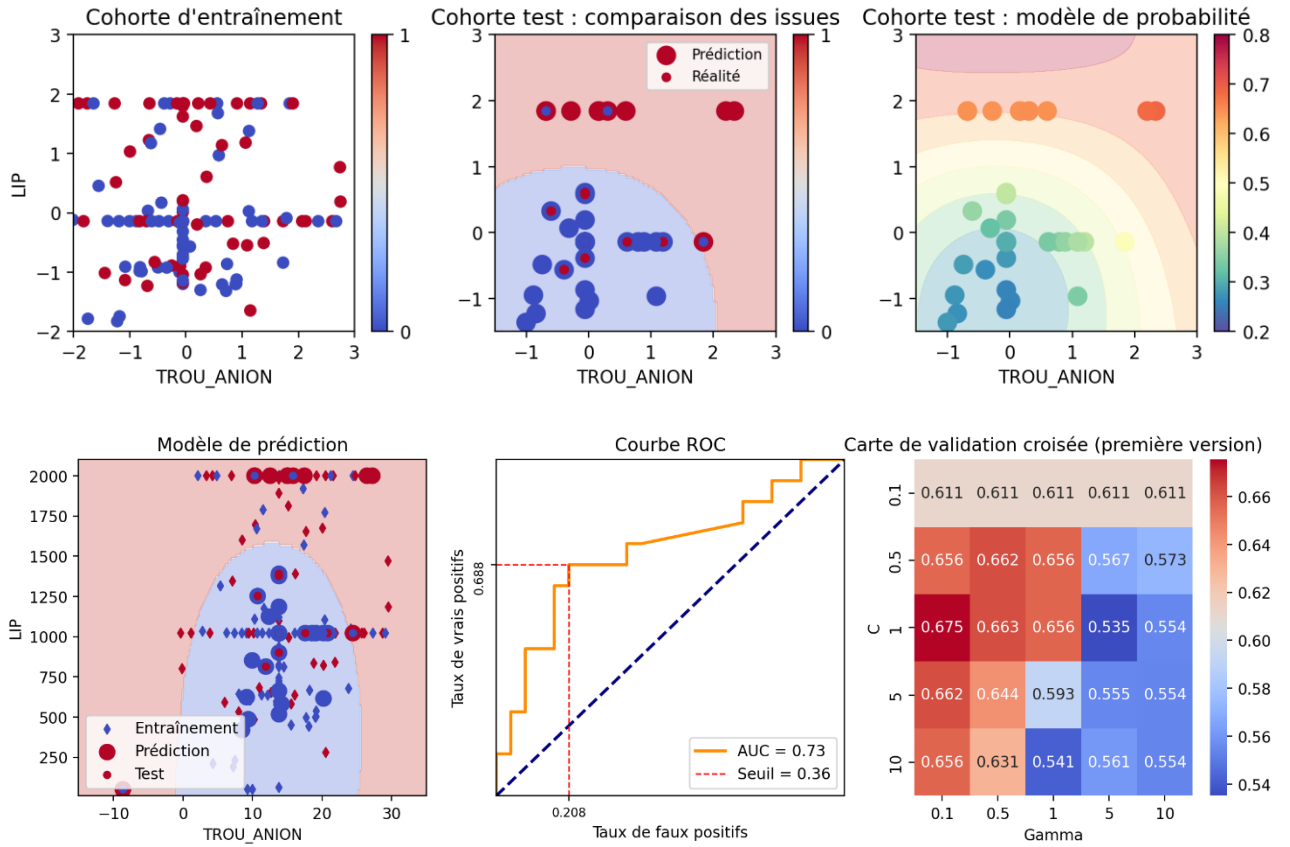 Cohorte d'entraînement
3
2
1
0
−1
−2
LIP
−2
−1
0
1
2
3
TROU_ANION
1
0
Cohorte test : comparaison des issues
3
2
1
0
−1
Prédiction
Réalité
−1
0
1
2
3
TROU_ANION
1
0
Cohorte test : modèle de probabilité
3
2
1
0
−1
−1
0
1
2
3
TROU_ANION
0.8
0.7
0.6
0.5
0.4
0.3
0.2
Modèle de prédiction
2000
1750
1500
1250
1000
750
500
250
LIP
Entraînement
Prédiction
Test
−10
0
10
20
30
TROU_ANION
Courbe ROC
Taux de vrais positifs
0.688
AUC = 0.73
Seuil = 0.36
0.208
Taux de faux positifs
Carte de validation croisée (première version)
C
0.1
0.611 0.611 0.611 0.611 0.611
0.5
0.656 0.662 0.656 0.567 0.573
1
0.675 0.663 0.656 0.535 0.554
5
0.662 0.644 0.593 0.555 0.554
10
0.656 0.631 0.541 0.561 0.554
0.1 0.5 1 5 10
Gamma
0.66
0.64
0.62
0.60
0.58
0.56
0.54